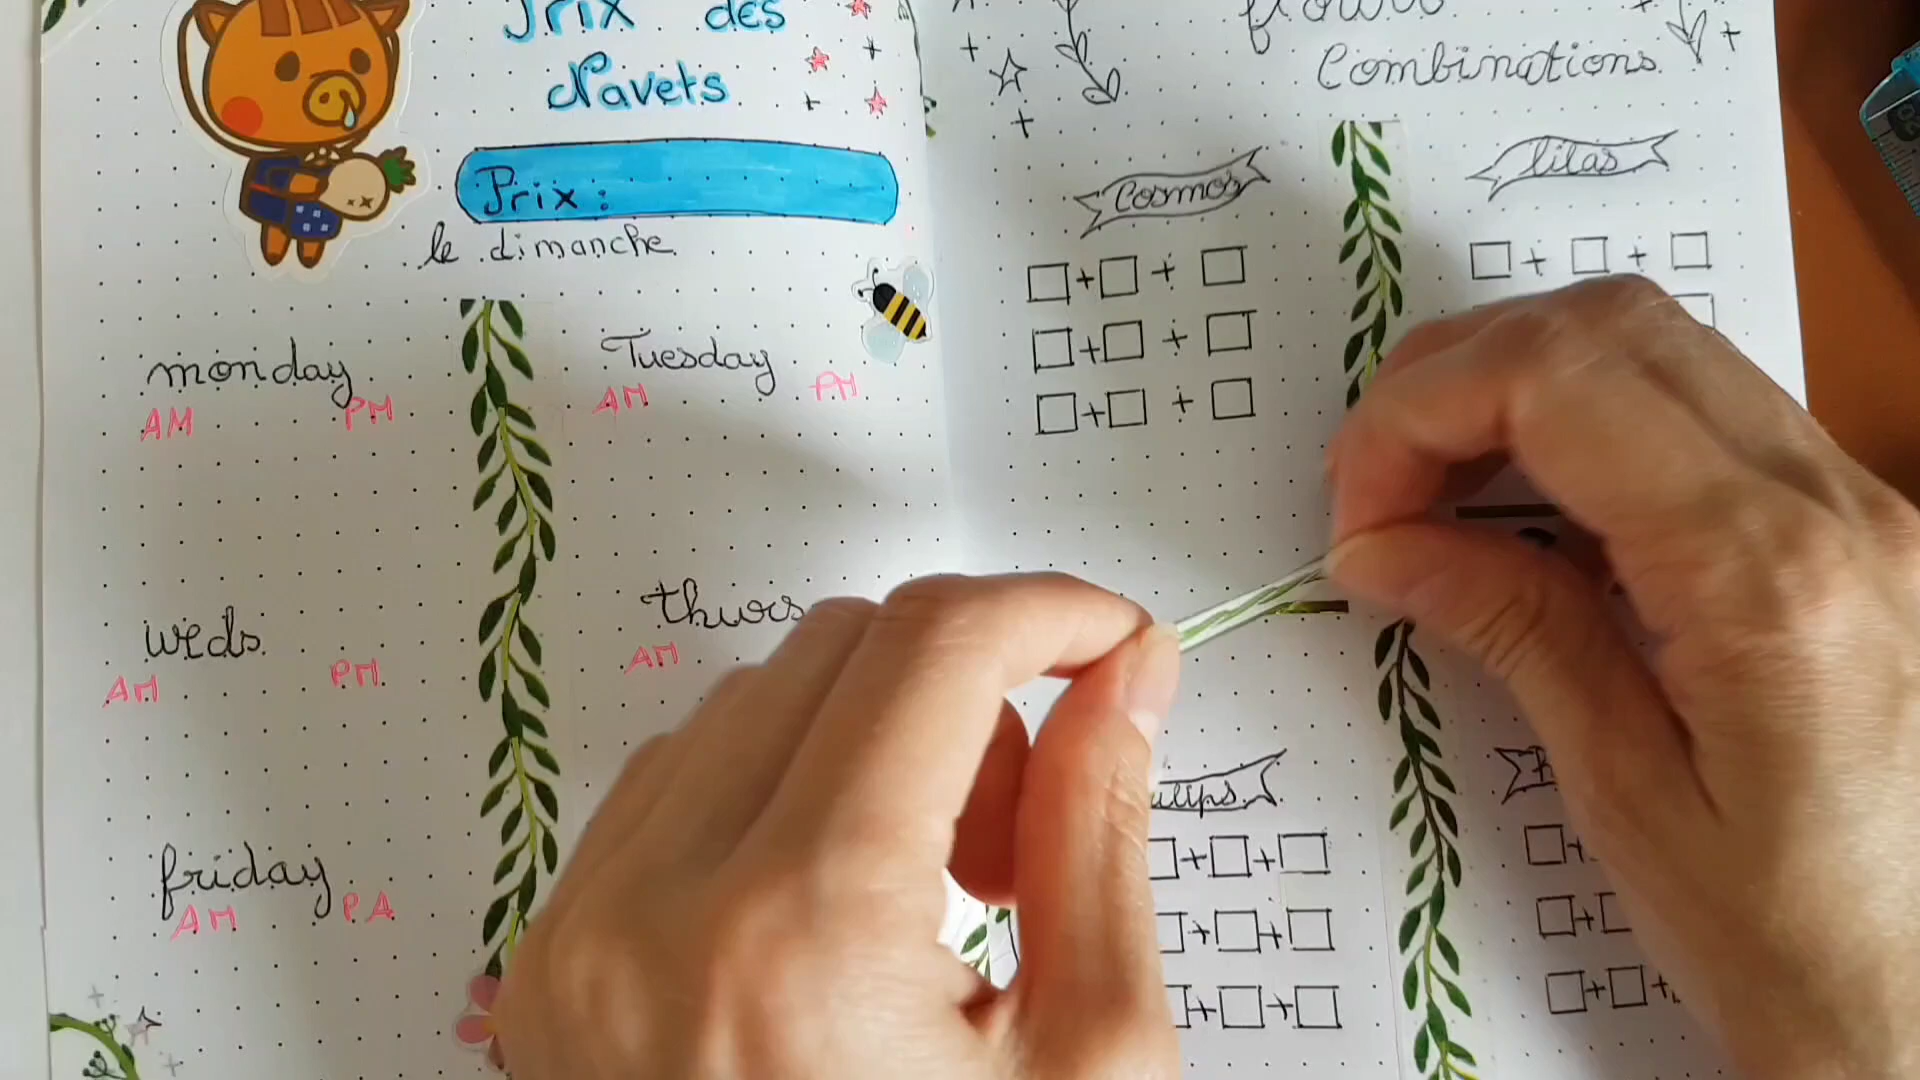 Prix des
Navets
Prix :
le dimanche
monday
AM PM
Tuesday
AM PM
weds
AM PM
thurs
AM
friday
AM PA
Combinations
Cosmos
lilas
+ +
+ +
+ +
+ +
+ +
+ +
+ +